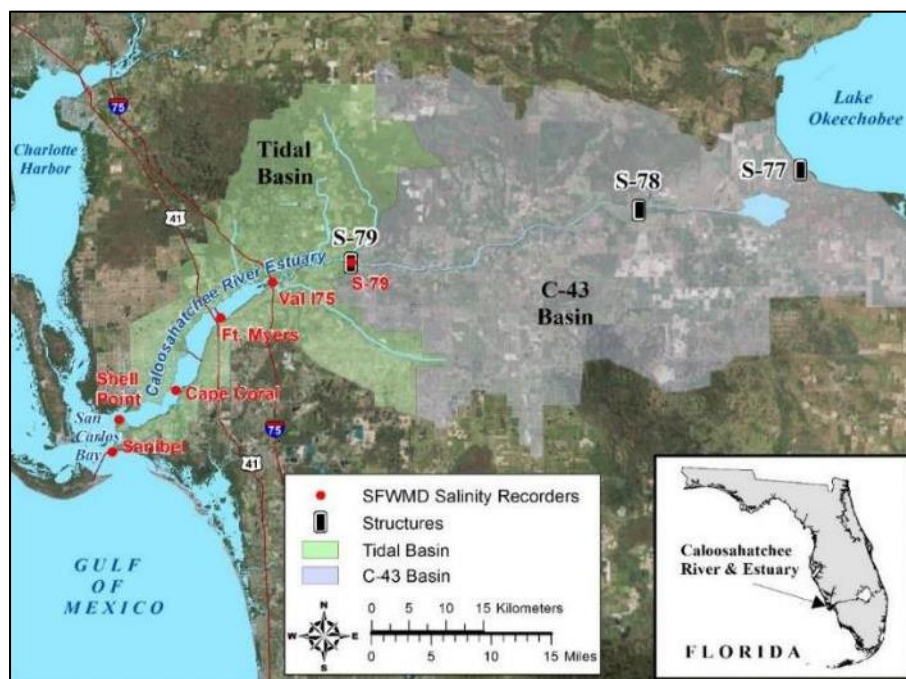 75
Lake
Okeechobee
Charlotte
Harbor
Tidal
Basin
S-77
S-78
41
S-79
S-79
Caloosahatchee River Estuary
Val I75
C-43
Basin
Ft. Myers
Shell
Point
Cape Coral
San
Carlos
Bay
Sanibel
75
41
SFWMD Salinity Recorders
Structures
Tidal Basin
C-43 Basin
GULF
OF
MEXICO
N
W E
S
0 5 10 15 Kilometers
0 5 10 15 Miles
Caloosahatchee
River & Estuary
FLORIDA